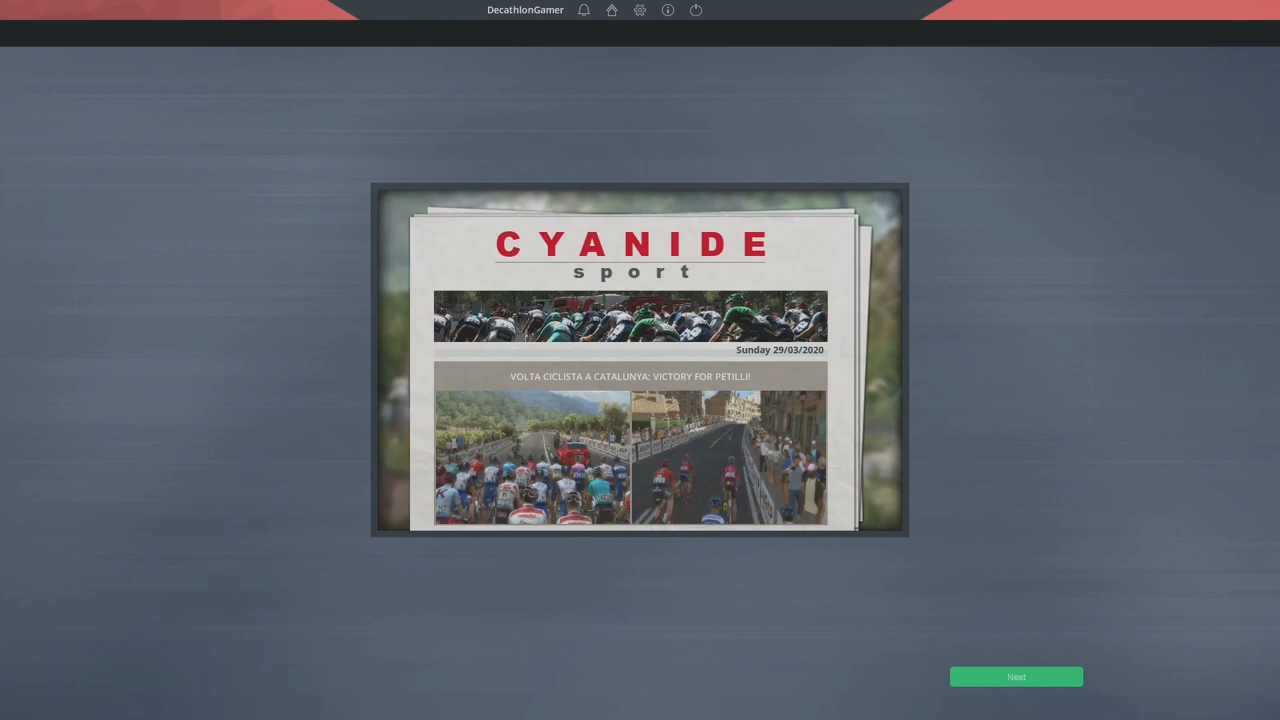 DecathlonGamer
CYANIDE
sport
Sunday 29/03/2020
VOLTA CICLISTA A CATALUNYA: VICTORY FOR PETILLI!
Next